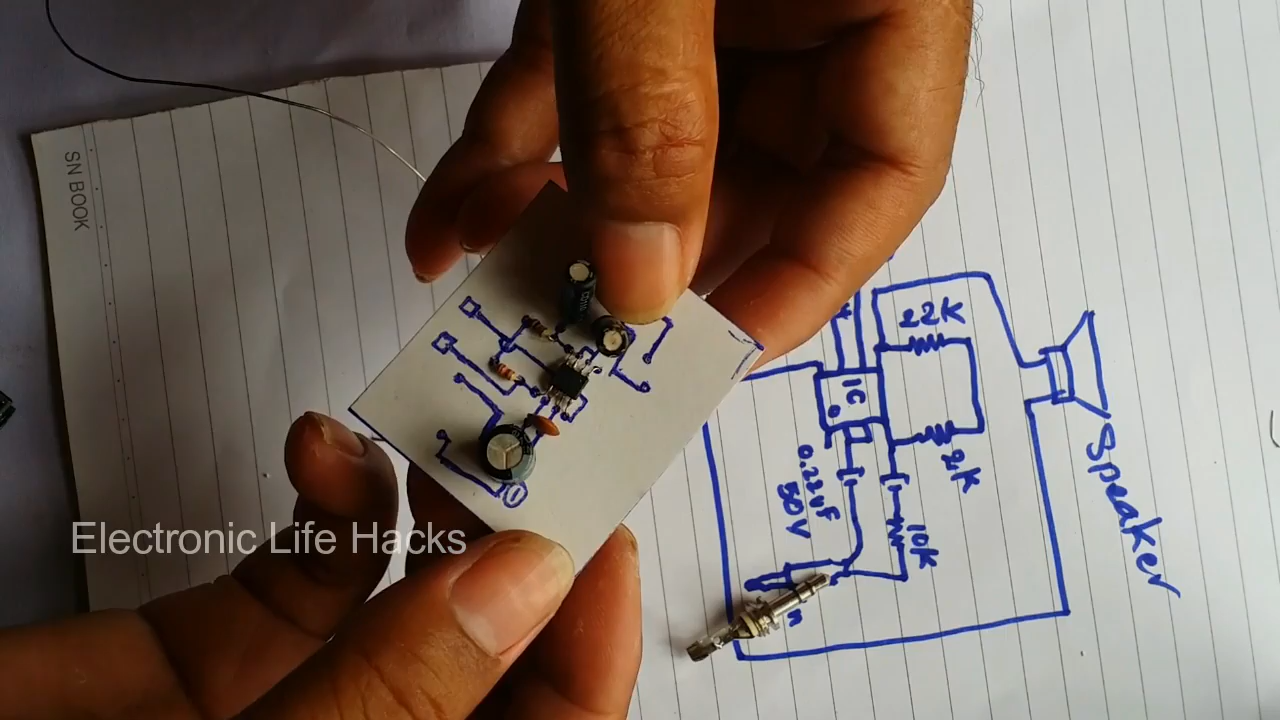 SN BOOK
22K
IC
2K
0.22uF
50V
10K
Speaker
Electronic Life Hacks